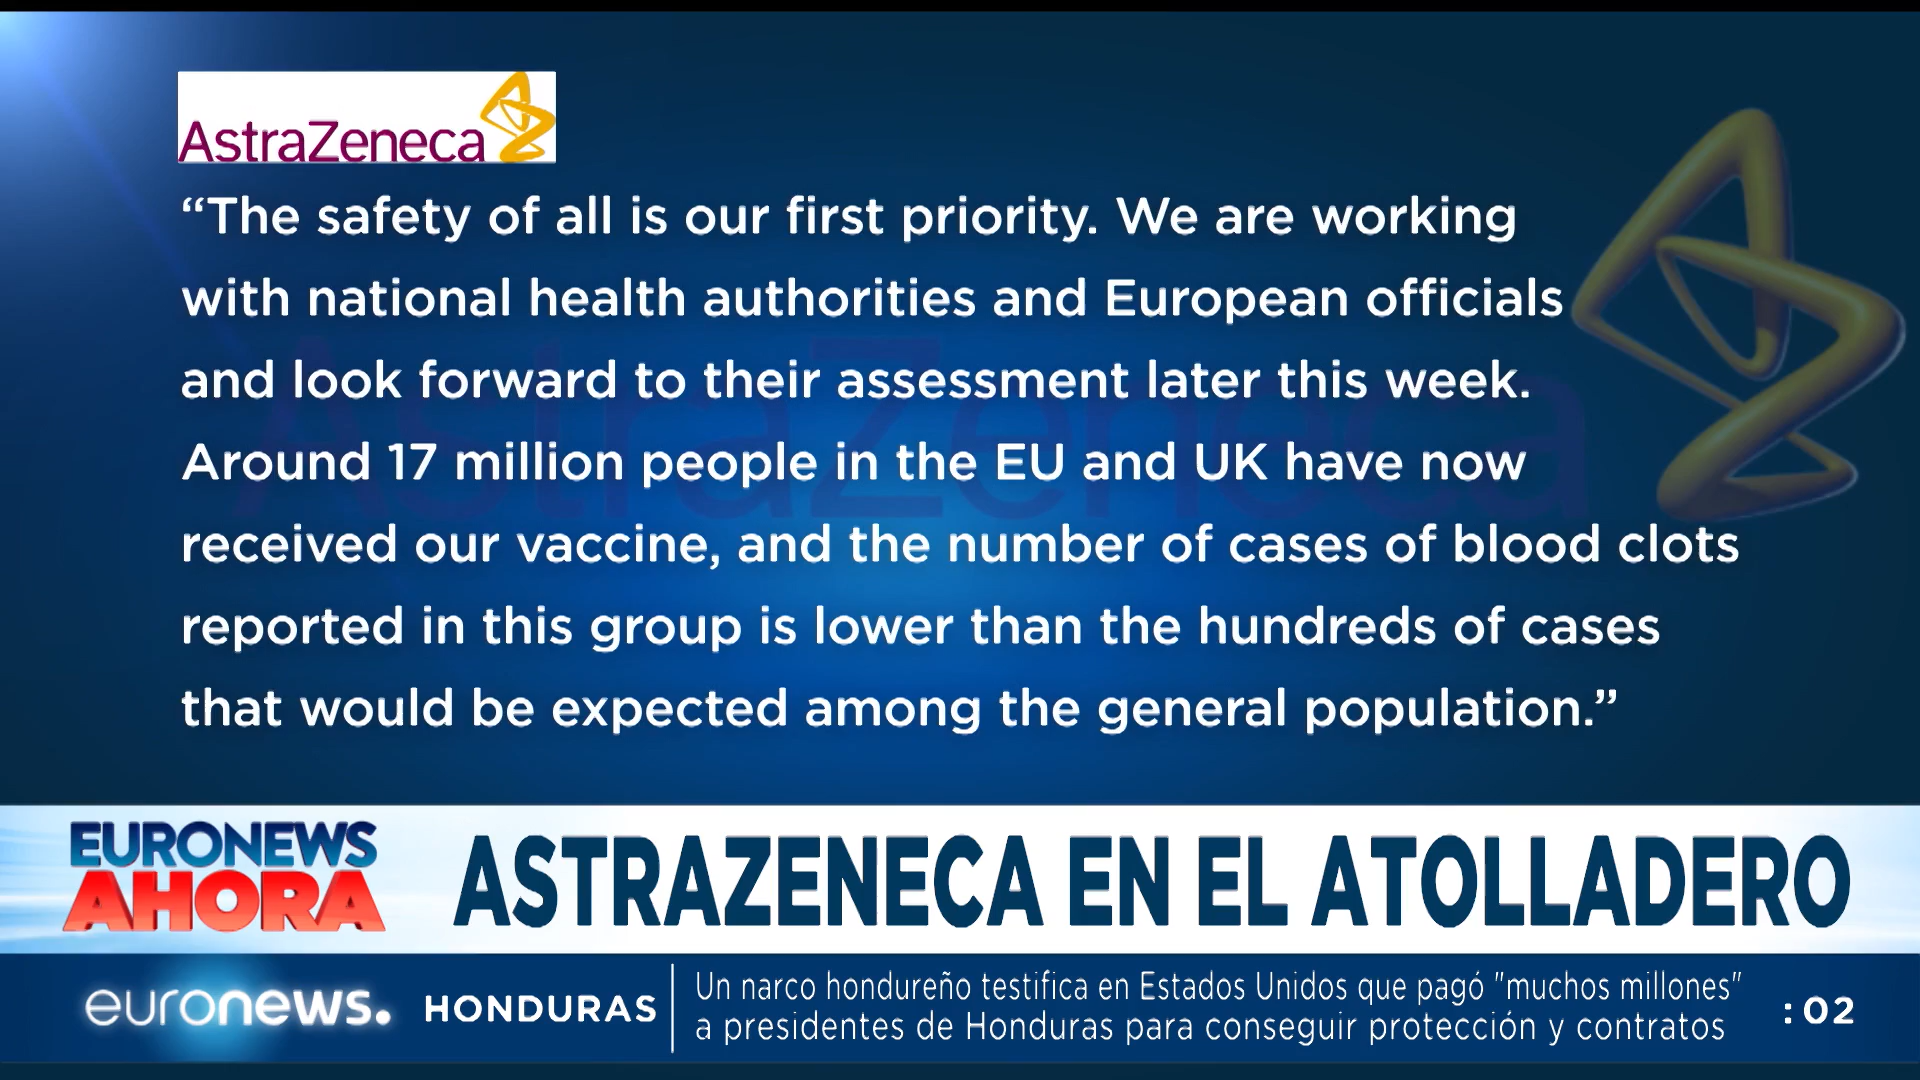 AstraZeneca
“The safety of all is our first priority. We are working
with national health authorities and European officials
and look forward to their assessment later this week.
Around 17 million people in the EU and UK have now
received our vaccine, and the number of cases of blood clots
reported in this group is lower than the hundreds of cases
that would be expected among the general population.”
AstraZeneca
EURONEWS
AHORA
ASTRAZENECA EN EL ATOLLADERO
euronews.
HONDURAS
Un narco hondureño testifica en Estados Unidos que pagó "muchos millones"
a presidentes de Honduras para conseguir protección y contratos
:02